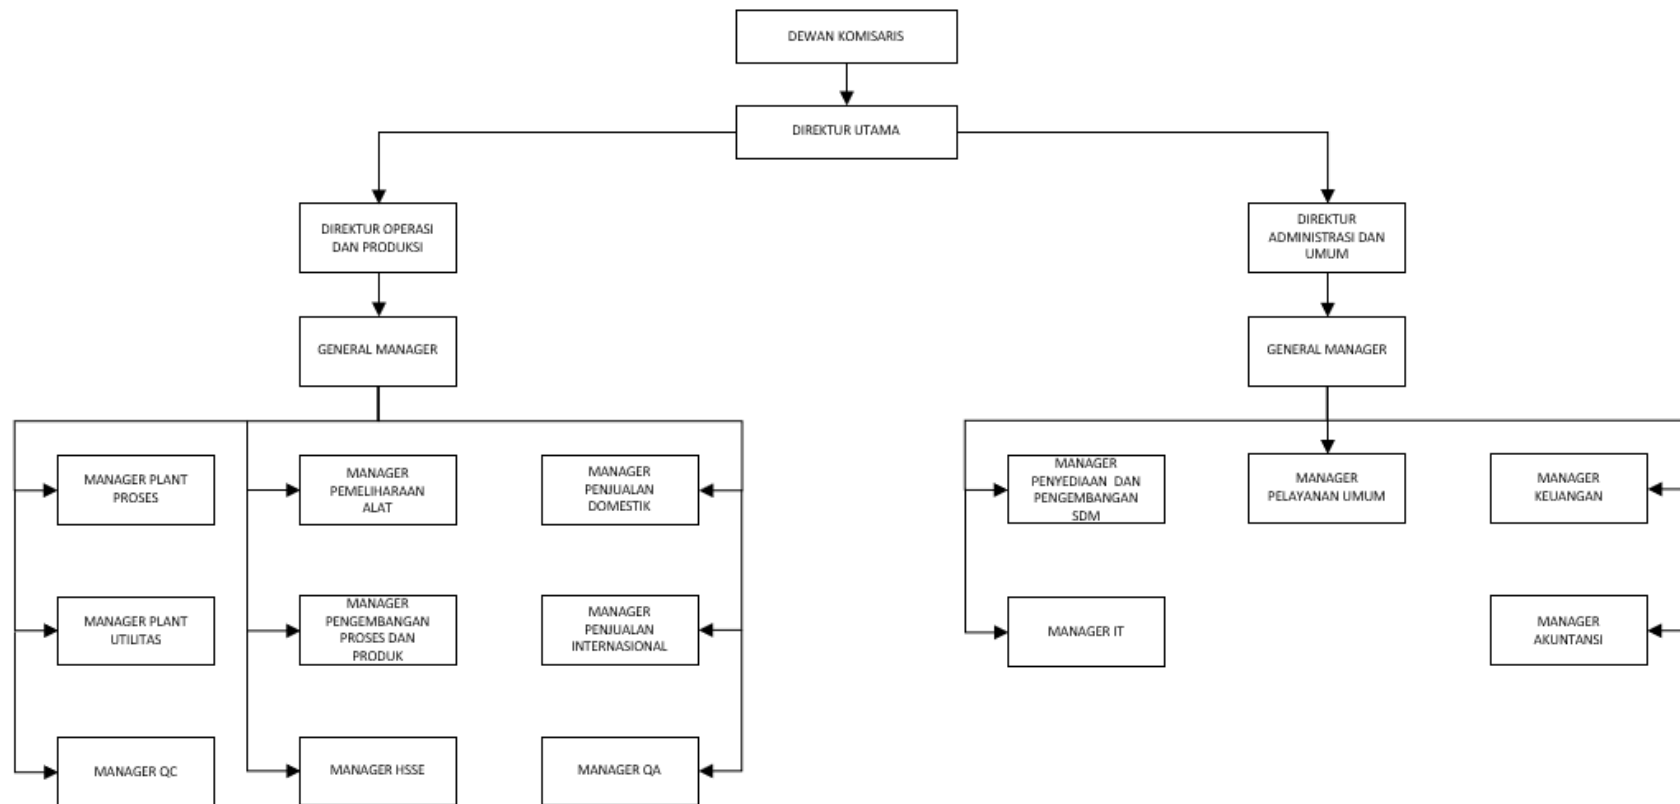 DEWAN KOMISARIS
DIREKTUR UTAMA
DIREKTUR OPERASI
DAN PRODUKSI
DIREKTUR
ADMINISTRASI DAN
UMUM
GENERAL MANAGER
GENERAL MANAGER
MANAGER PLANT
PROSES
MANAGER
PEMELIHARAAN
ALAT
MANAGER
PENJUALAN
DOMESTIK
MANAGER
PENYEDIAAN DAN
PENGEMBANGAN
SDM
MANAGER
PELAYANAN UMUM
MANAGER
KEUANGAN
MANAGER PLANT
UTILITAS
MANAGER
PENGEMBANGAN
PROSES DAN
PRODUK
MANAGER
PENJUALAN
INTERNASIONAL
MANAGER IT
MANAGER
AKUNTANSI
MANAGER QC
MANAGER HSSE
MANAGER QA